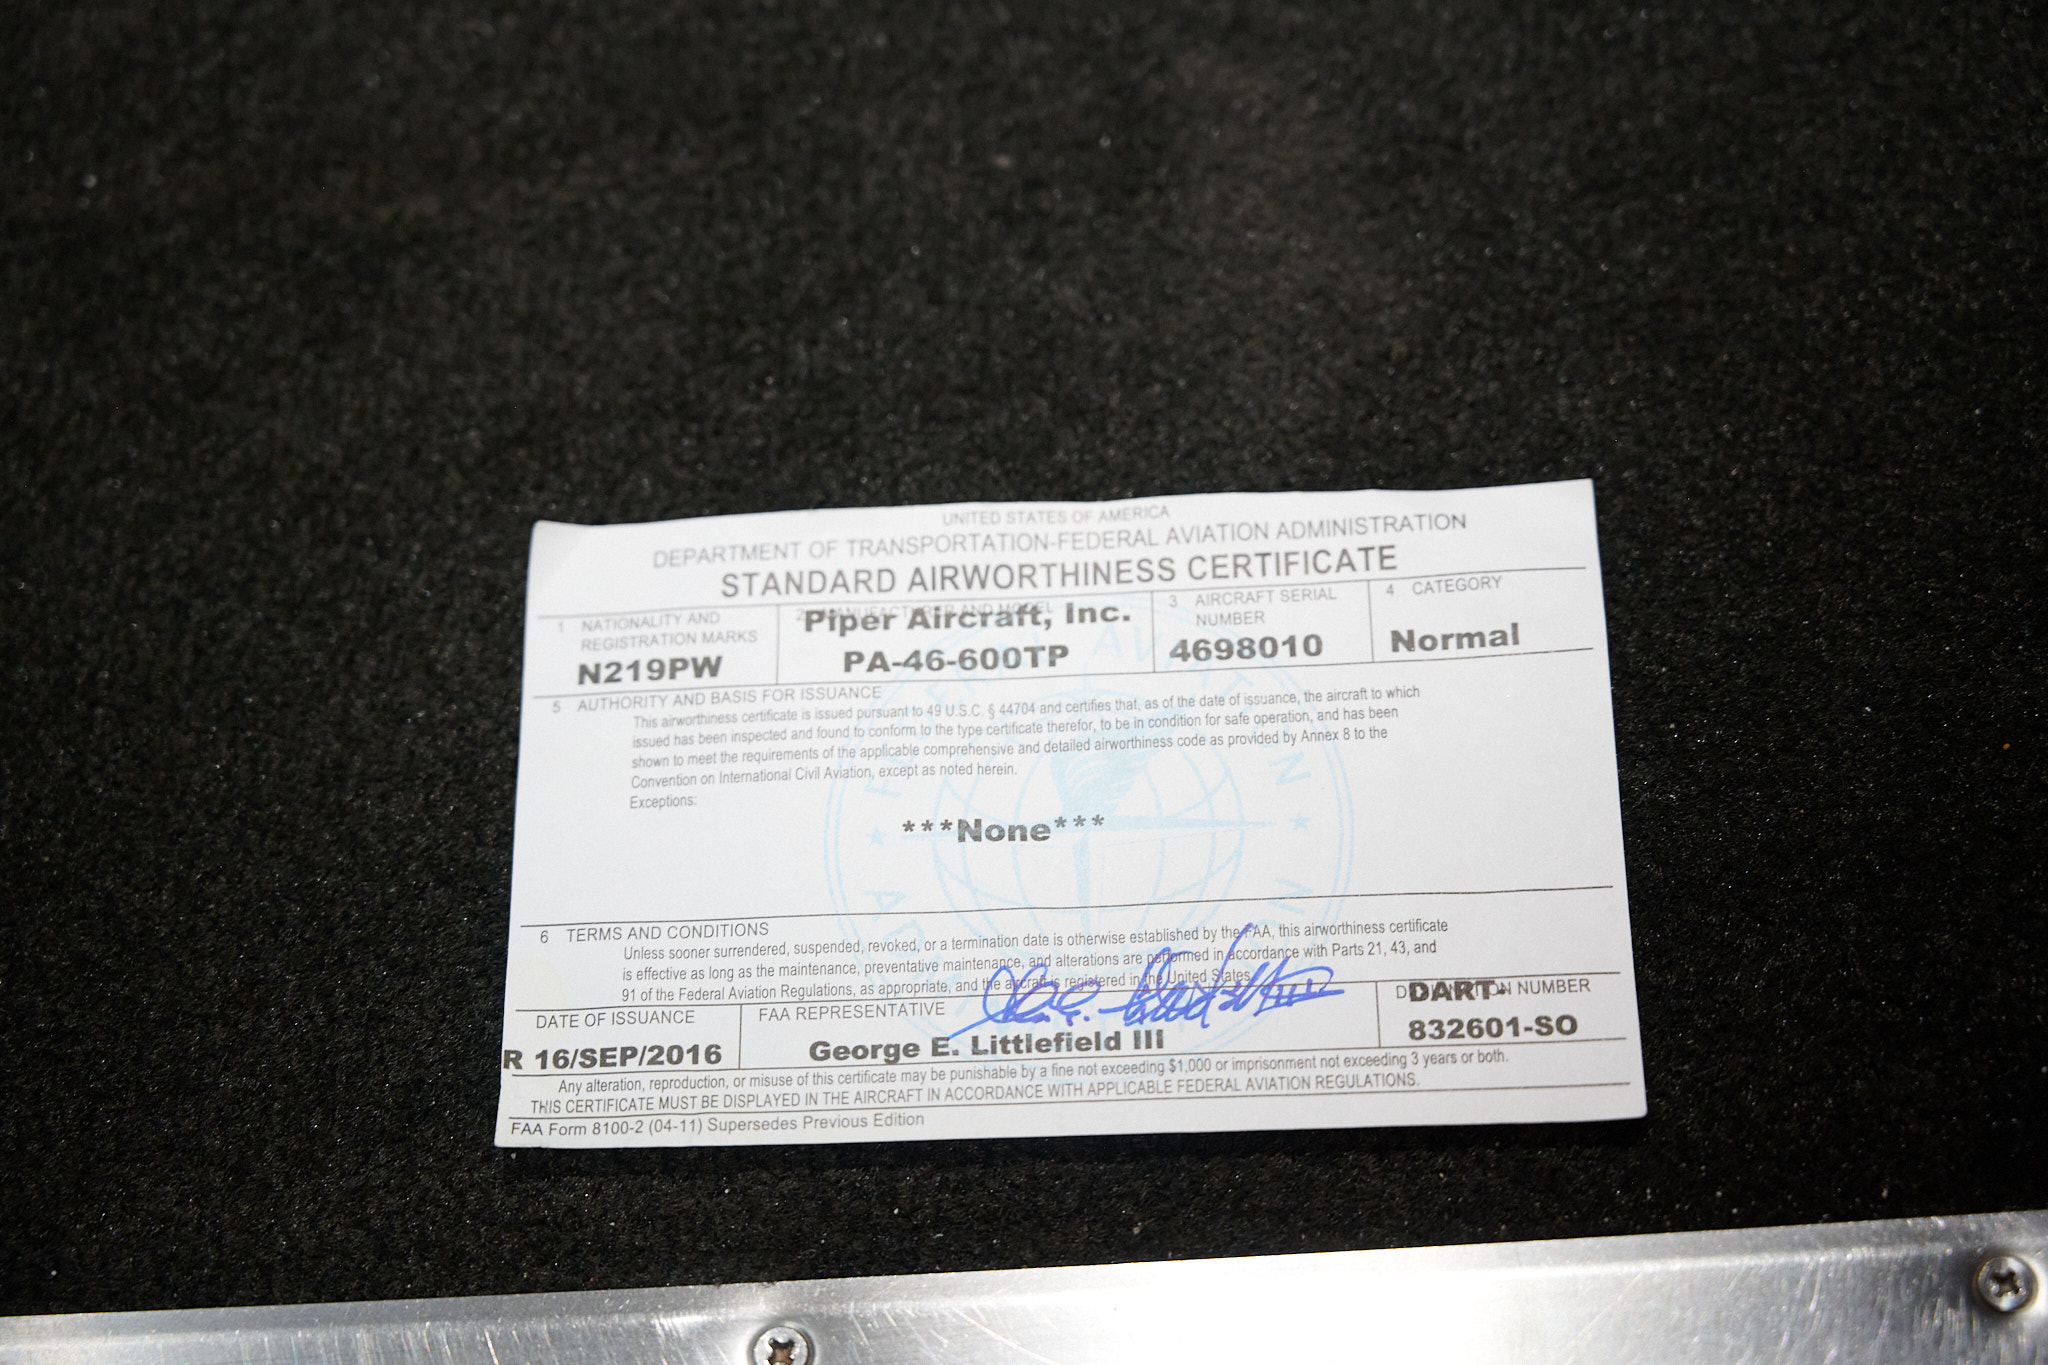 UNITED STATES OF AMERICA
DEPARTMENT OF TRANSPORTATION-FEDERAL AVIATION ADMINISTRATION
STANDARD AIRWORTHINESS CERTIFICATE
1 NATIONALITY AND
REGISTRATION MARKS
N219PW
2 MANUFACTURER AND MODEL
Piper Aircraft, Inc.
PA-46-600TP
3 AIRCRAFT SERIAL
NUMBER
4698010
4 CATEGORY
Normal
5 AUTHORITY AND BASIS FOR ISSUANCE
This airworthiness certificate is issued pursuant to 49 U.S.C. § 44704 and certifies that, as of the date of issuance, the aircraft to which
issued has been inspected and found to conform to the type certificate therefor, to be in condition for safe operation, and has been
shown to meet the requirements of the applicable comprehensive and detailed airworthiness code as provided by Annex 8 to the
Convention on International Civil Aviation, except as noted herein.
Exceptions:
***None***
6 TERMS AND CONDITIONS
Unless sooner surrendered, suspended, revoked, or a termination date is otherwise established by the FAA, this airworthiness certificate
is effective as long as the maintenance, preventative maintenance, and alterations are performed in accordance with Parts 21, 43, and
91 of the Federal Aviation Regulations, as appropriate, and the aircraft is registered in the United States.
DATE OF ISSUANCE
R 16/SEP/2016
FAA REPRESENTATIVE
George E. Littlefield III
NUMBER
DART-
832601-SO
Any alteration, reproduction, or misuse of this certificate may be punishable by a fine not exceeding $1,000 or imprisonment not exceeding 3 years or both.
THIS CERTIFICATE MUST BE DISPLAYED IN THE AIRCRAFT IN ACCORDANCE WITH APPLICABLE FEDERAL AVIATION REGULATIONS.
FAA Form 8100-2 (04-11) Supersedes Previous Edition